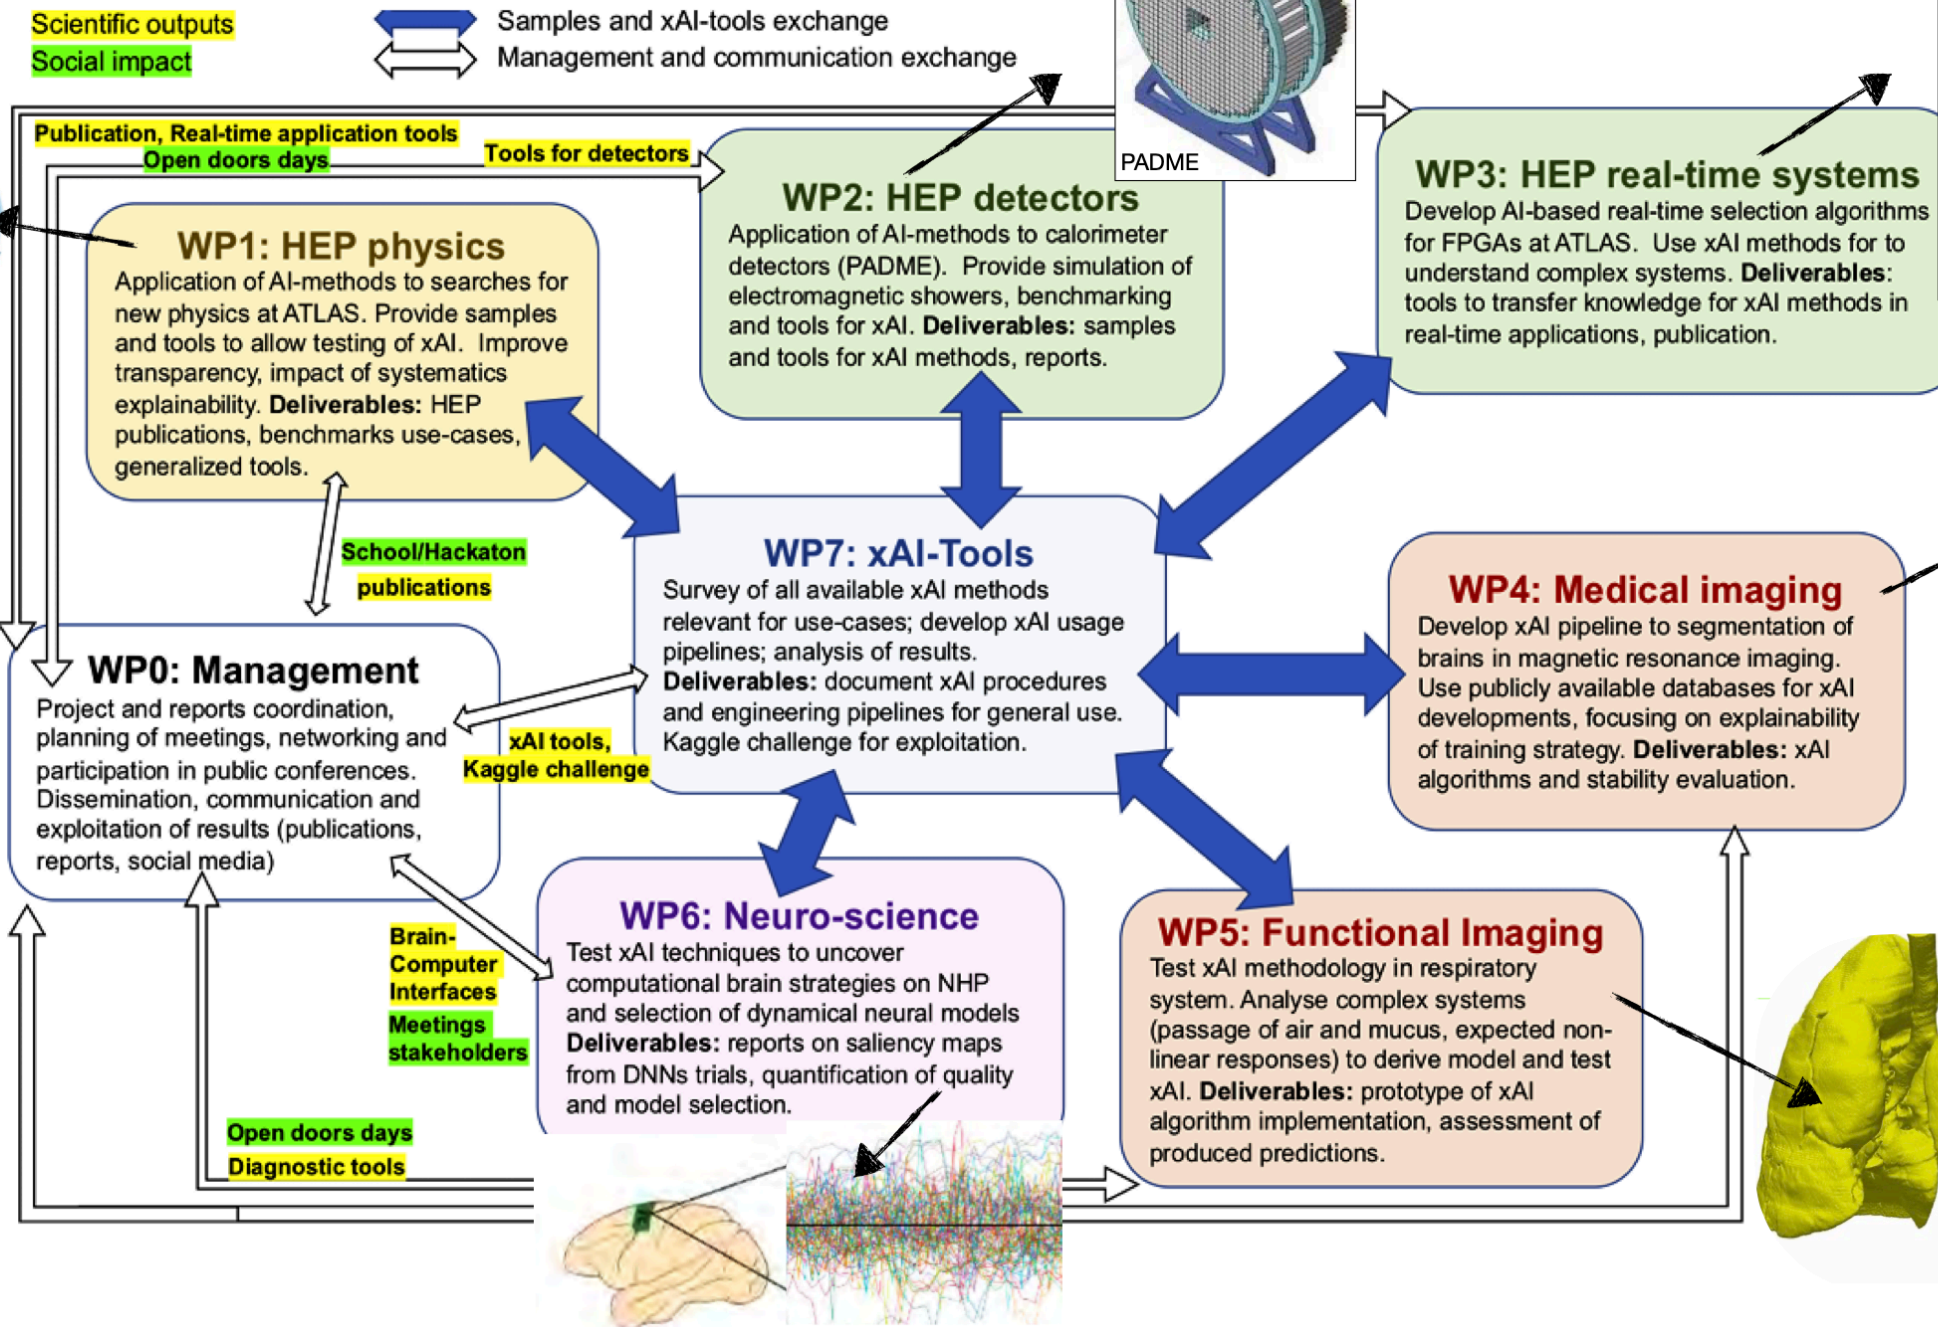 Scientific outputs
Social impact
Samples and xAI-tools exchange
Management and communication exchange
PADME
Publication, Real-time application tools
Open doors days
Tools for detectors
WP1: HEP physics
Application of AI-methods to searches for
new physics at ATLAS. Provide samples
and tools to allow testing of xAI. Improve
transparency, impact of systematics
explainability. Deliverables: HEP
publications, benchmarks use-cases,
generalized tools.
WP2: HEP detectors
Application of AI-methods to calorimeter
detectors (PADME). Provide simulation of
electromagnetic showers, benchmarking
and tools for xAI. Deliverables: samples
and tools for xAI methods, reports.
WP3: HEP real-time systems
Develop AI-based real-time selection algorithms
for FPGAs at ATLAS. Use xAI methods for to
understand complex systems. Deliverables:
tools to transfer knowledge for xAI methods in
real-time applications, publication.
School/Hackaton
publications
WP7: xAI-Tools
Survey of all available xAI methods
relevant for use-cases; develop xAI usage
pipelines; analysis of results.
Deliverables: document xAI procedures
and engineering pipelines for general use.
Kaggle challenge for exploitation.
WP4: Medical imaging
Develop xAI pipeline to segmentation of
brains in magnetic resonance imaging.
Use publicly available databases for xAI
developments, focusing on explainability
of training strategy. Deliverables: xAI
algorithms and stability evaluation.
WP0: Management
Project and reports coordination,
planning of meetings, networking and
participation in public conferences.
Dissemination, communication and
exploitation of results (publications,
reports, social media)
xAI tools,
Kaggle challenge
Brain-
Computer
Interfaces
Meetings
stakeholders
WP6: Neuro-science
Test xAI techniques to uncover
computational brain strategies on NHP
and selection of dynamical neural models
Deliverables: reports on saliency maps
from DNNs trials, quantification of quality
and model selection.
WP5: Functional Imaging
Test xAI methodology in respiratory
system. Analyse complex systems
(passage of air and mucus, expected non-
linear responses) to derive model and test
xAI. Deliverables: prototype of xAI
algorithm implementation, assessment of
produced predictions.
Open doors days
Diagnostic tools